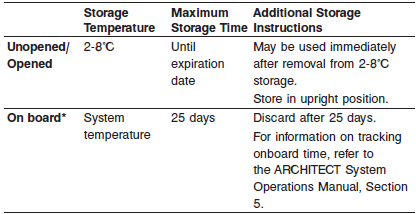 Storage Temperature
Maximum Storage Time
Additional Storage Instructions
Unopened/ Opened
2-8°C
Until expiration date
May be used immediately after removal from 2-8°C storage.
Store in upright position.
On board*
System temperature
25 days
Discard after 25 days.
For information on tracking onboard time, refer to the ARCHITECT System Operations Manual, Section 5.